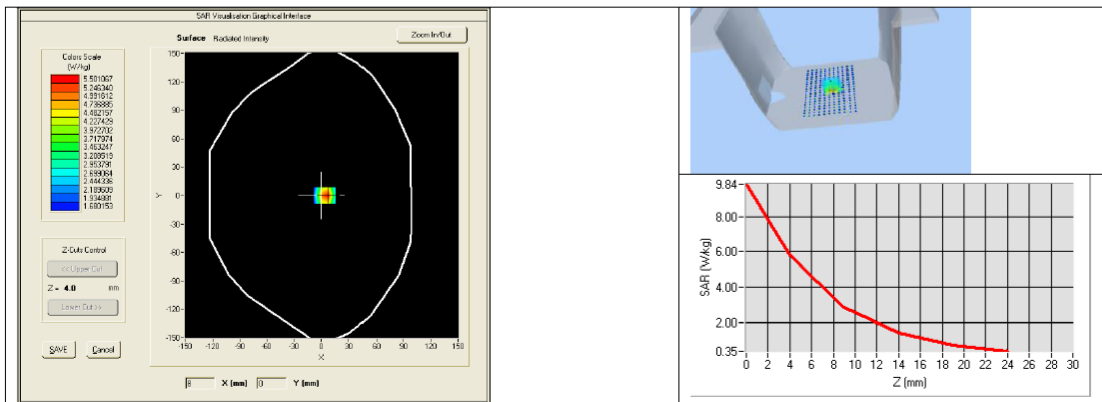 SAR Visualisation Graphical Interface
Surface Radiated Intensity
Zoom In/Out
Colors Scale
(W/kg)
5.501067
5.246340
4.991612
4.736885
4.482157
4.227429
3.972702
3.717974
3.463247
3.208519
2.953791
2.699064
2.444336
2.189609
1.934881
1.680153
150
120
90
60
30
0
-30
-60
-90
-120
-150
Y
-150 -120 -90 -60 -30 0 30 60 90 120 150
X
Z-Cuts Control
<< Upper Cut
Z = 4.0 mm
Lower Cut >>
SAVE Cancel
8 X (mm) 0 Y (mm)
9.84
8.00
6.00
4.00
2.00
0.35
SAR (W/kg)
0 2 4 6 8 10 12 14 16 18 20 22 24 26 28 30
Z (mm)